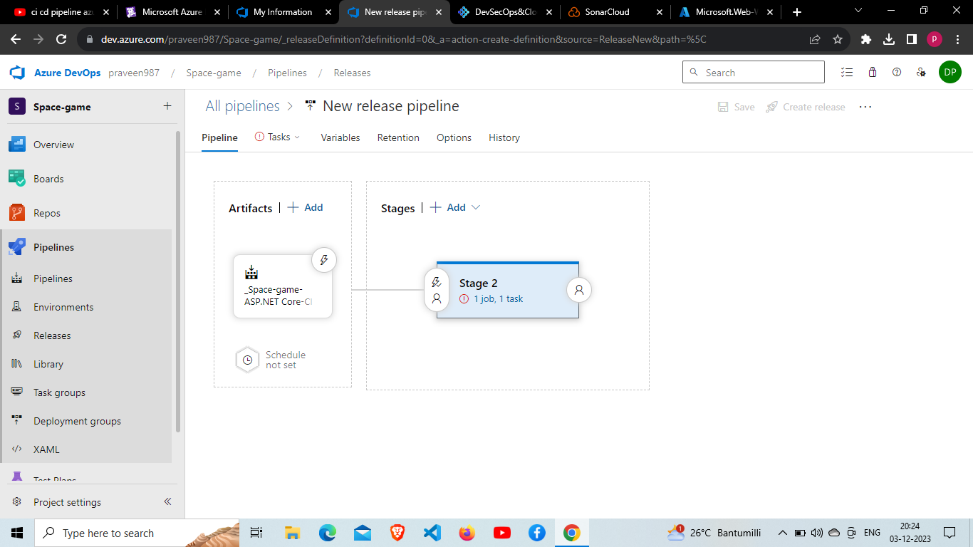 ci cd pipeline az
Microsoft Azure
My Information
New release pip
DevSecOps&Clo
SonarCloud
Microsoft.Web-
dev.azure.com/praveen987/Space-game/_releaseDefinition?definitionId=0&_a=action-create-definition&source=ReleaseNew&path=%5C
P
Azure DevOps praveen987 / Space-game / Pipelines / Releases
Search
DP
S Space-game
All pipelines > New release pipeline
Save Create release
Pipeline Tasks Variables Retention Options History
Overview
Boards
Repos
Pipelines
Pipelines
Environments
Releases
Library
Task groups
Deployment groups
XAML
Test Plans
Project settings
Artifacts | + Add
_Space-game-
ASP.NET Core-CI
Schedule
not set
Stages | + Add
Stage 2
1 job, 1 task
Type here to search
1
26°C Bantumilli
ENG
20:24
03-12-2023